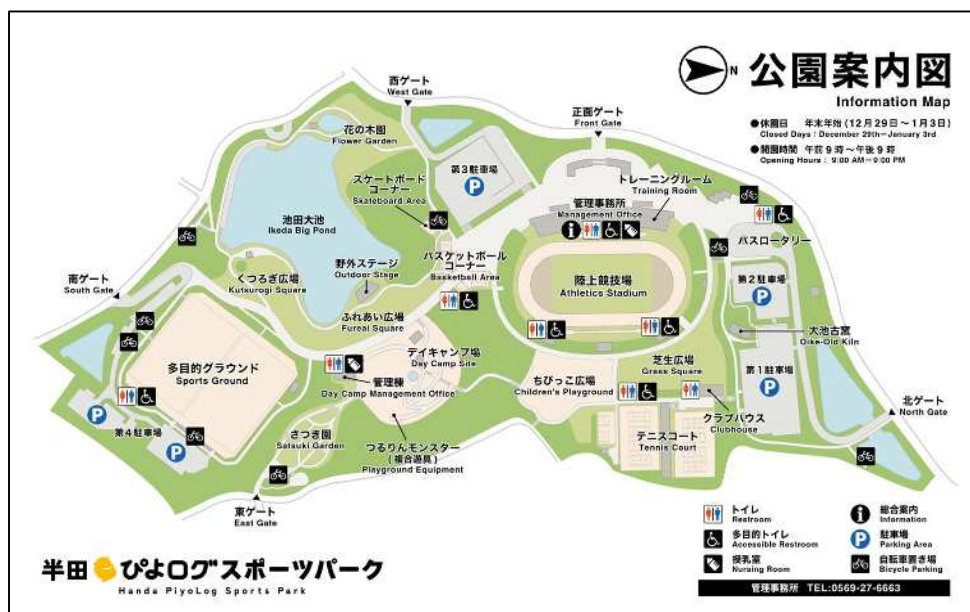 公園案内図
Information Map
N
●休園日 年末年始(12月29日～1月3日)
Closed Days : December 29th–January 3rd
●開園時間 午前9時～午後9時
Opening Hours : 9:00 AM–9:00 PM
西ゲート
West Gate
正面ゲート
Front Gate
花の木園
Flower Garden
第3駐車場
P
スケートボード
コーナー
Skateboard Area
トレーニングルーム
Training Room
管理事務所
Management Office
池田大池
Ikeda Big Pond
バスケットボール
コーナー
Basketball Area
バスロータリー
野外ステージ
Outdoor Stage
陸上競技場
Athletics Stadium
第2駐車場
P
南ゲート
South Gate
くつろぎ広場
Kutsurogi Square
ふれあい広場
Fureai Square
大池古窯
Oike-Old Kiln
多目的グラウンド
Sports Ground
デイキャンプ場
Day Camp Site
芝生広場
Grass Square
管理棟
Day Camp Management Office
ちびっこ広場
Children's Playground
第1駐車場
P
北ゲート
North Gate
クラブハウス
Clubhouse
P
第4駐車場
P
さつき園
Satsuki Garden
つるりんモンスター
(複合遊具)
Playground Equipment
テニスコート
Tennis Court
東ゲート
East Gate
トイレ
Restroom
多目的トイレ
Accessible Restroom
授乳室
Nursing Room
総合案内
Information
P
駐車場
Parking Area
自転車置き場
Bicycle Parking
管理事務所 TEL:0569-27-6663
半田ぴよログスポーツパーク
Handa PiyoLog Sports Park